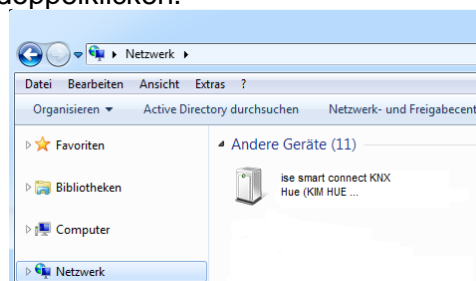 doppelklicken.
Netzwerk
Datei Bearbeiten Ansicht Extras ?
Organisieren Active Directory durchsuchen Netzwerk- und Freigabecent
Favoriten
Andere Geräte (11)
ise smart connect KNX
Hue (KIM HUE ...
Bibliotheken
Computer
Netzwerk